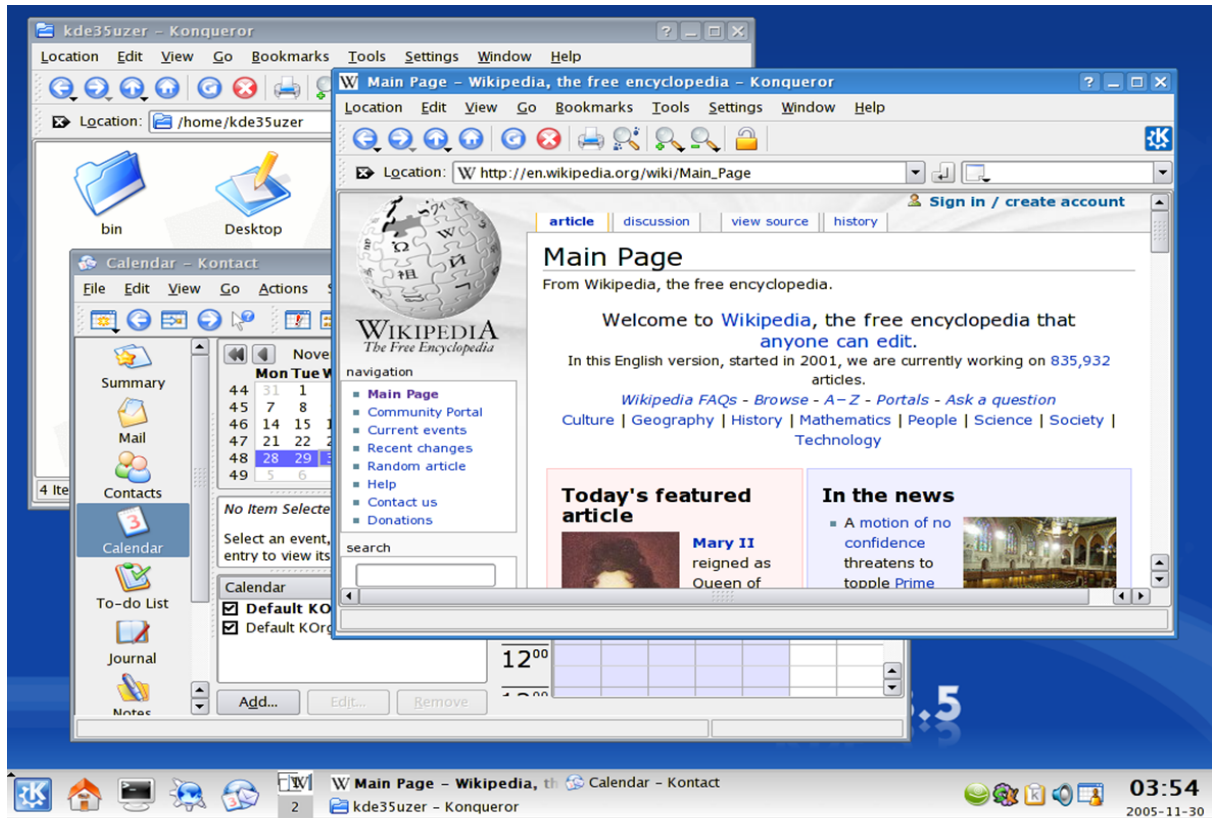 kde35uzer – Konqueror
Location Edit View Go Bookmarks Tools Settings Window Help
Location: /home/kde35uzer
bin
Desktop
4 Ite
Calendar – Kontact
File Edit View Go Actions
Summary
Mail
Contacts
Calendar
To-do List
Journal
Notes
Nove
Mon Tue W
44 31 1
45 7 8
46 14 15 1
47 21 22 2
48 28 29 3
49 5 6
No Item Selecte
Select an event,
entry to view its
Calendar
Default KO
Default KOrg
Add... Edit... Remove
12 00
Main Page – Wikipedia, the free encyclopedia – Konqueror
Location Edit View Go Bookmarks Tools Settings Window Help
Location: W http://en.wikipedia.org/wiki/Main_Page
WIKIPEDIA
The Free Encyclopedia
navigation
Main Page
Community Portal
Current events
Recent changes
Random article
Help
Contact us
Donations
search
Sign in / create account
article discussion view source history
Main Page
From Wikipedia, the free encyclopedia.
Welcome to Wikipedia, the free encyclopedia that
anyone can edit.
In this English version, started in 2001, we are currently working on 835,932
articles.
Wikipedia FAQs - Browse - A–Z - Portals - Ask a question
Culture | Geography | History | Mathematics | People | Science | Society |
Technology
Today's featured
article
Mary II
reigned as
Queen of
In the news
A motion of no
confidence
threatens to
topple Prime
.5
2
W Main Page – Wikipedia, th
Calendar – Kontact
kde35uzer – Konqueror
03:54
2005-11-30